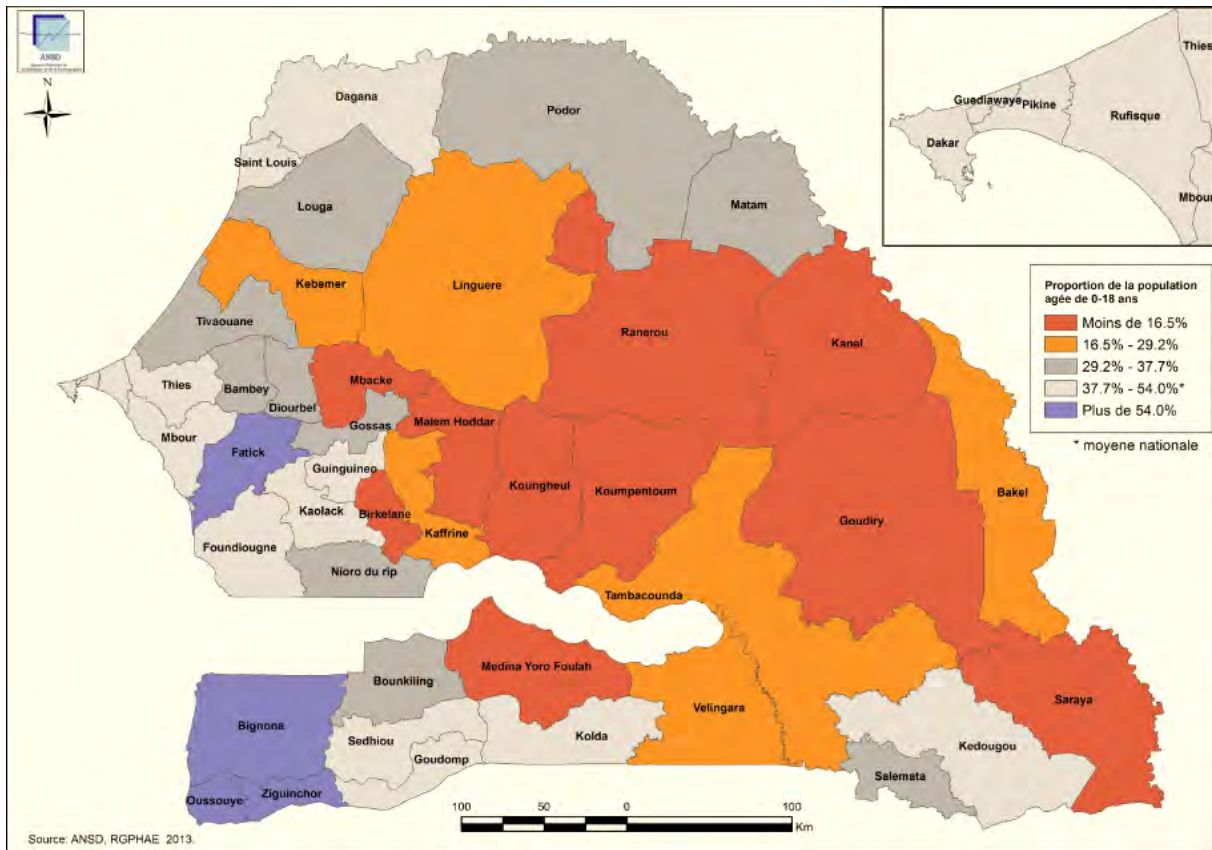 ANSD
N
Dagana
Podor
Saint Louis
Louga
Matam
Kebemer
Linguere
Tivaouane
Ranerou
Kanel
Thies
Bambey
Diourbel
Mbacke
Gossas
Malem Hoddar
Mbour
Fatick
Guinguineo
Koungheul
Koumpentoum
Bakel
Kaolack
Birkelane
Goudiry
Foundiougne
Kaffrine
Nioro du rip
Tambacounda
Medina Yoro Foulah
Bounkiling
Velingara
Saraya
Bignona
Sedhiou
Kolda
Kedougou
Goudomp
Salemata
Oussouye
Ziguinchor
Thies
Guediawaye
Pikine
Rufisque
Dakar
Mbour
Proportion de la population
agée de 0-18 ans
Moins de 16.5%
16.5% - 29.2%
29.2% - 37.7%
37.7% - 54.0%*
Plus de 54.0%
* moyene nationale
100 50 0 100
Km
Source: ANSD, RGPHAE 2013.